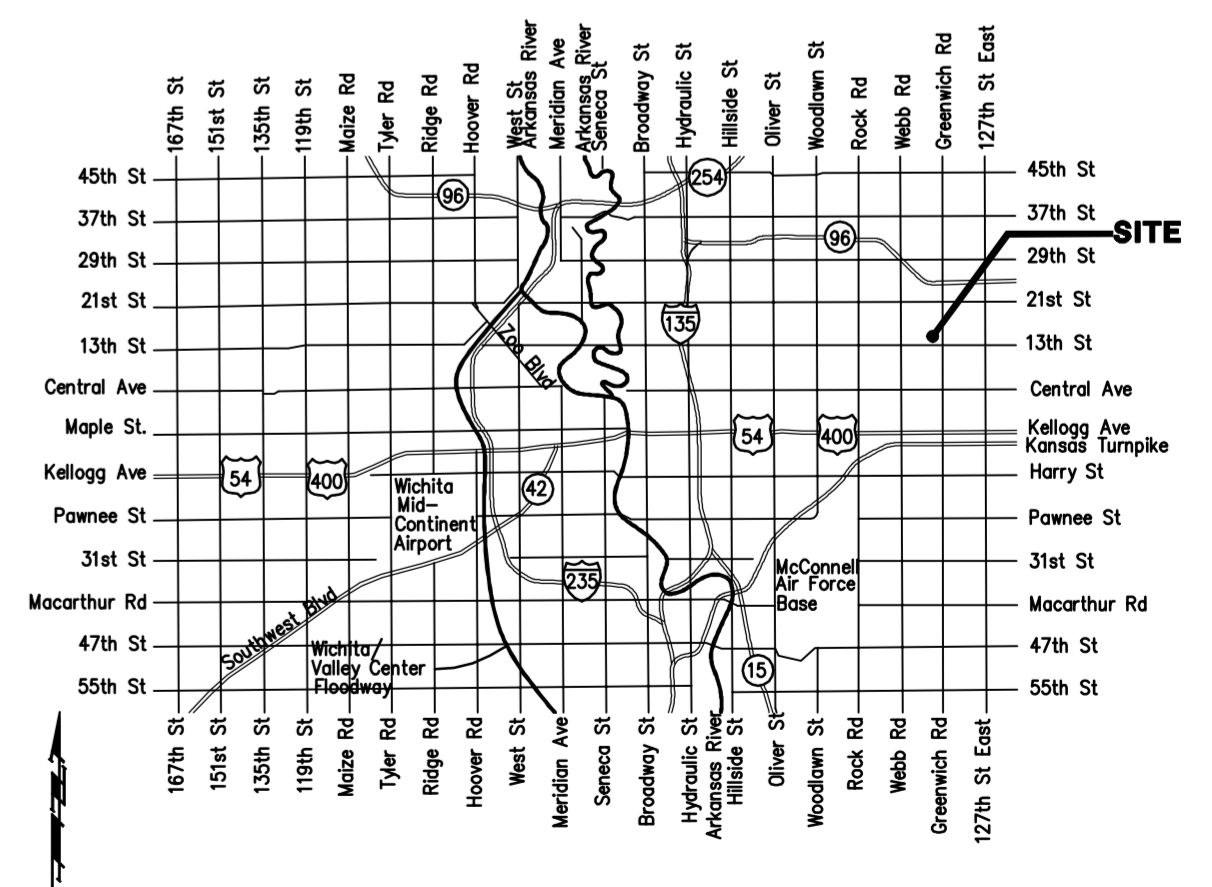 167th St
151st St
135th St
119th St
Maize Rd
Tyler Rd
Ridge Rd
Hoover Rd
West St
Arkansas River
Meridian Ave
Arkansas River
Seneca St
Broadway St
Hydraulic St
Hillside St
Oliver St
Woodlawn St
Rock Rd
Webb Rd
Greenwich Rd
127th St East
45th St
37th St
29th St
21st St
13th St
Central Ave
Maple St.
Kellogg Ave
Pawnee St
31st St
Macarthur Rd
47th St
55th St
96
254
96
135
Zoo Blvd
54
400
54
400
42
Wichita
Mid-
Continent
Airport
235
McConnell
Air Force
Base
Southwest Blvd
Wichita/
Valley Center
Floodway
15
45th St
37th St
SITE
29th St
21st St
13th St
Central Ave
Kellogg Ave
Kansas Turnpike
Harry St
Pawnee St
31st St
Macarthur Rd
47th St
55th St
167th St
151st St
135th St
119th St
Maize Rd
Tyler Rd
Ridge Rd
Hoover Rd
West St
Meridian Ave
Seneca St
Broadway St
Hydraulic St
Arkansas River
Hillside St
Oliver St
Woodlawn St
Rock Rd
Webb Rd
Greenwich Rd
127th St East